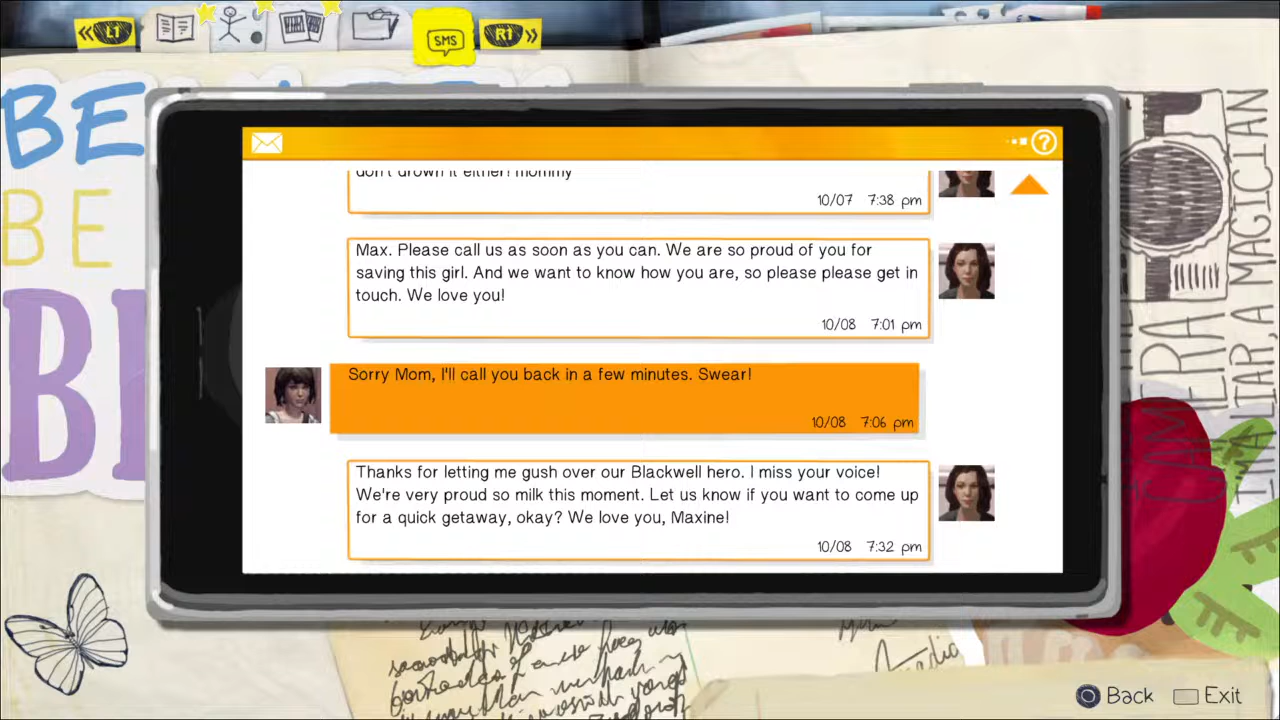 L1
SMS
R1
BE
BE
don't drown it either! mommy
10/07 7:38 pm
Max. Please call us as soon as you can. We are so proud of you for
saving this girl. And we want to know how you are, so please please get in
touch. We love you!
10/08 7:01 pm
Sorry Mom, I'll call you back in a few minutes. Swear!
10/08 7:06 pm
Thanks for letting me gush over our Blackwell hero. I miss your voice!
We're very proud so milk this moment. Let us know if you want to come up
for a quick getaway, okay? We love you, Maxine!
10/08 7:32 pm
LIAR, A MAGICIAN
Back
Exit